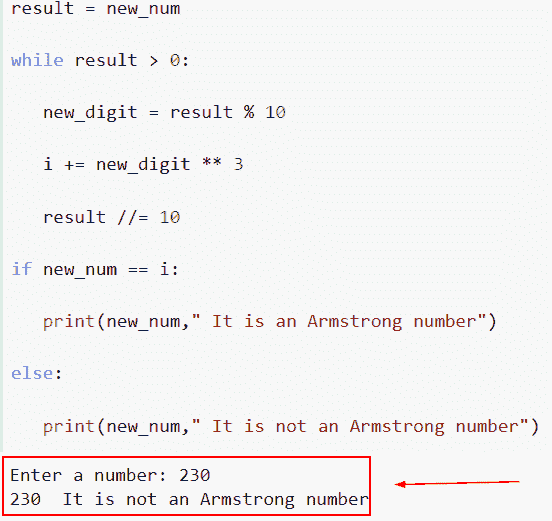 result = new_num
while result > 0:
new_digit = result % 10
i += new_digit ** 3
result //= 10
if new_num == i:
print(new_num," It is an Armstrong number")
else:
print(new_num," It is not an Armstrong number")
Enter a number: 230
230  It is not an Armstrong number